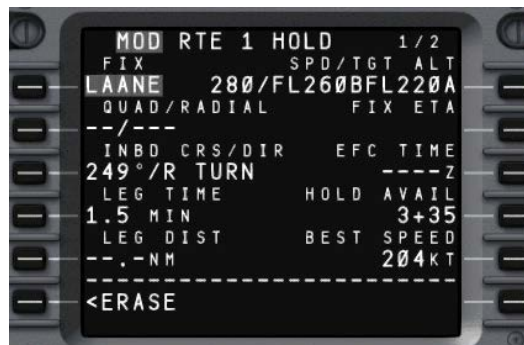 MOD RTE 1 HOLD 1/2
FIX SPD/TGT ALT
LAANE 280/FL260BFL220A
QUAD/RADIAL FIX ETA
--/---
INBD CRS/DIR EFC TIME
249°/R TURN ----Z
LEG TIME HOLD AVAIL
1.5 MIN 3+35
LEG DIST BEST SPEED
--.-NM 204KT
------------------------
<ERASE